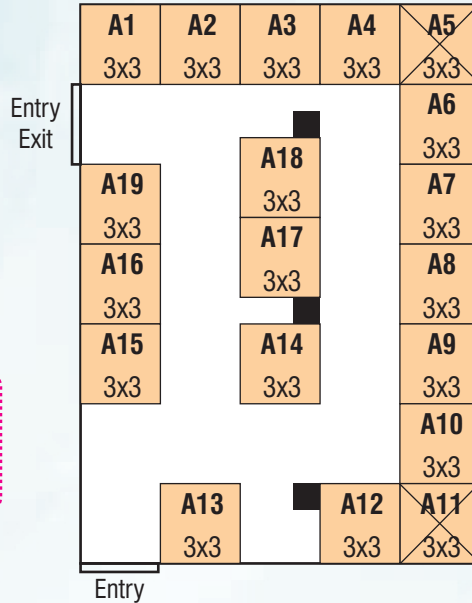 A1 A2 A3 A4 A5
3x3 3x3 3x3 3x3 3x3
Entry
Exit
A6
3x3
A18
3x3
A19
3x3
A7
3x3
A17
3x3
A16
3x3
A8
3x3
A15
3x3
A14
3x3
A9
3x3
A10
3x3
A13
3x3
A12
3x3
A11
3x3
Entry